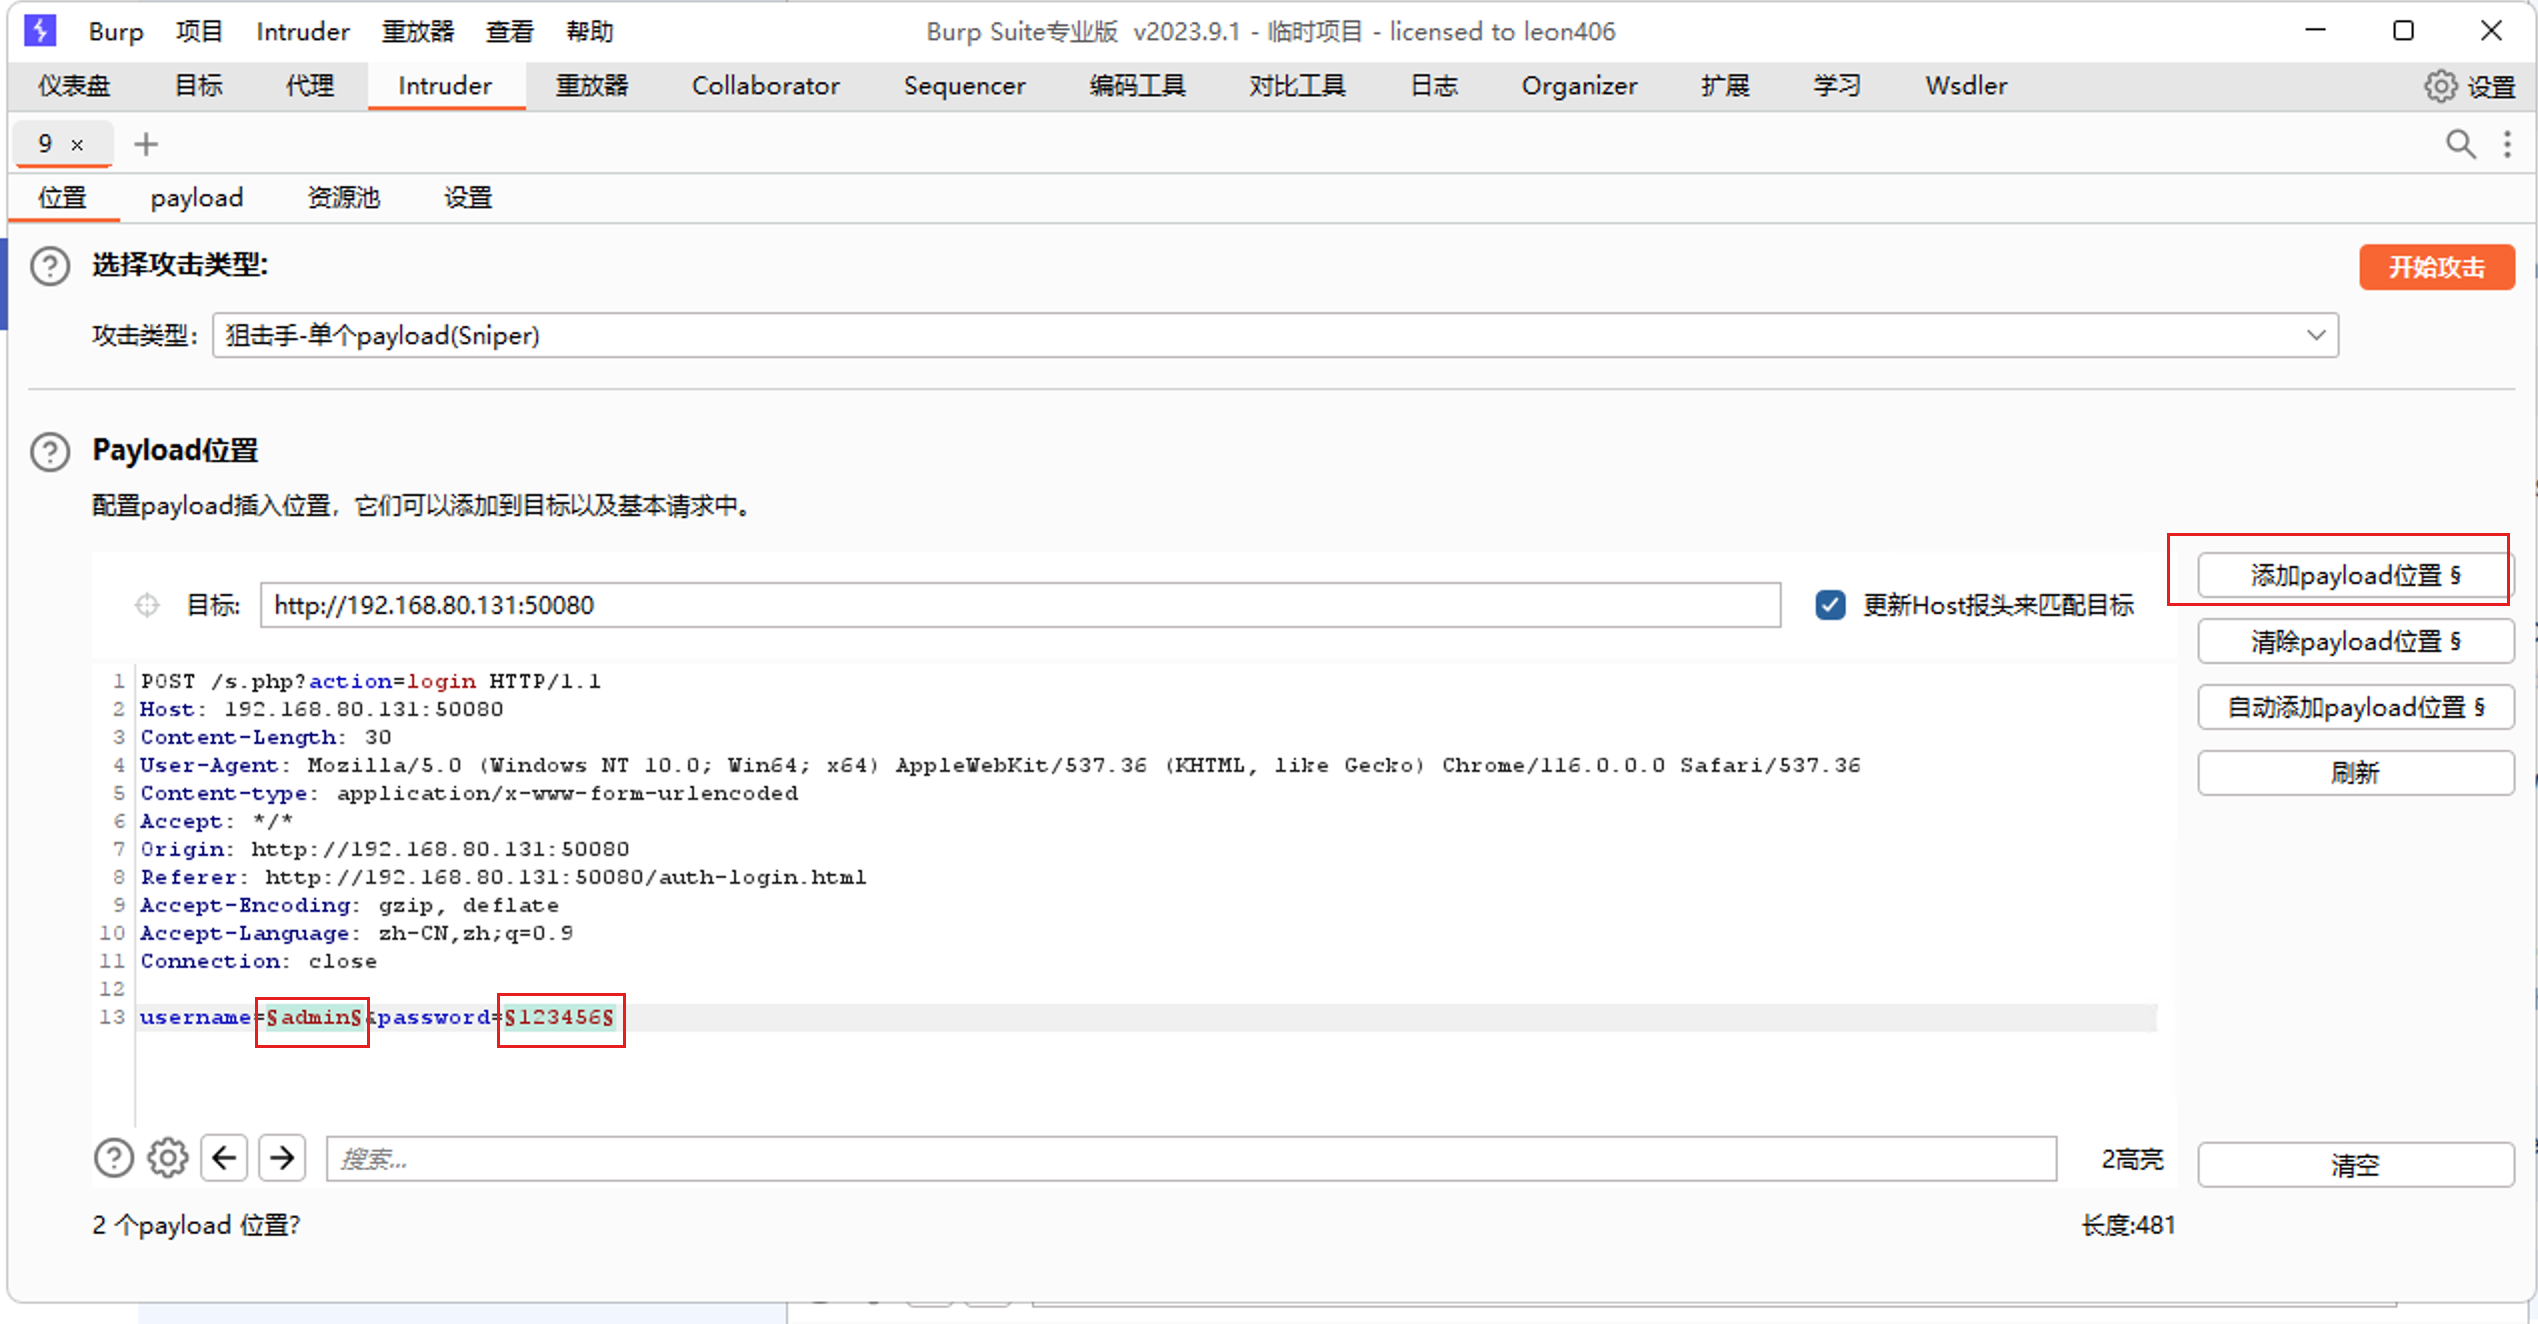 Burp 项目 Intruder 重放器 查看 帮助 Burp Suite专业版 v2023.9.1 - 临时项目 - licensed to leon406
仪表盘 目标 代理 Intruder 重放器 Collaborator Sequencer 编码工具 对比工具 日志 Organizer 扩展 学习 Wsdler 设置
9 × +
位置 payload 资源池 设置
选择攻击类型:
开始攻击
攻击类型: 狙击手-单个payload(Sniper)
Payload位置
配置payload插入位置，它们可以添加到目标以及基本请求中。
添加payload位置 §
目标: http://192.168.80.131:50080 更新Host报头来匹配目标
清除payload位置 §
自动添加payload位置 §
刷新
1 POST /s.php?action=login HTTP/1.1
2 Host: 192.168.80.131:50080
3 Content-Length: 30
4 User-Agent: Mozilla/5.0 (Windows NT 10.0; Win64; x64) AppleWebKit/537.36 (KHTML, like Gecko) Chrome/116.0.0.0 Safari/537.36
5 Content-type: application/x-www-form-urlencoded
6 Accept: */*
7 Origin: http://192.168.80.131:50080
8 Referer: http://192.168.80.131:50080/auth-login.html
9 Accept-Encoding: gzip, deflate
10 Accept-Language: zh-CN,zh;q=0.9
11 Connection: close
12
13 username=§admin§&password=§123456§
搜索... 2高亮 清空
2 个payload 位置? 长度:481